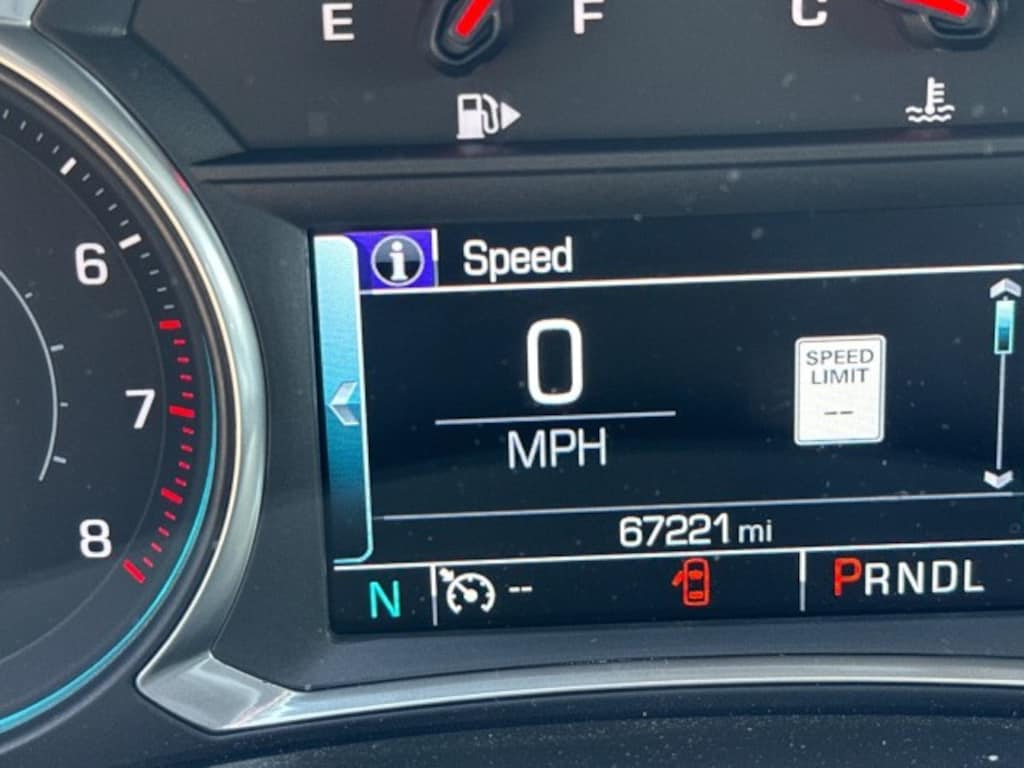 E F C
6
7
8
i Speed
0
MPH
SPEED
LIMIT
--
67221 mi
N -- PRNDL